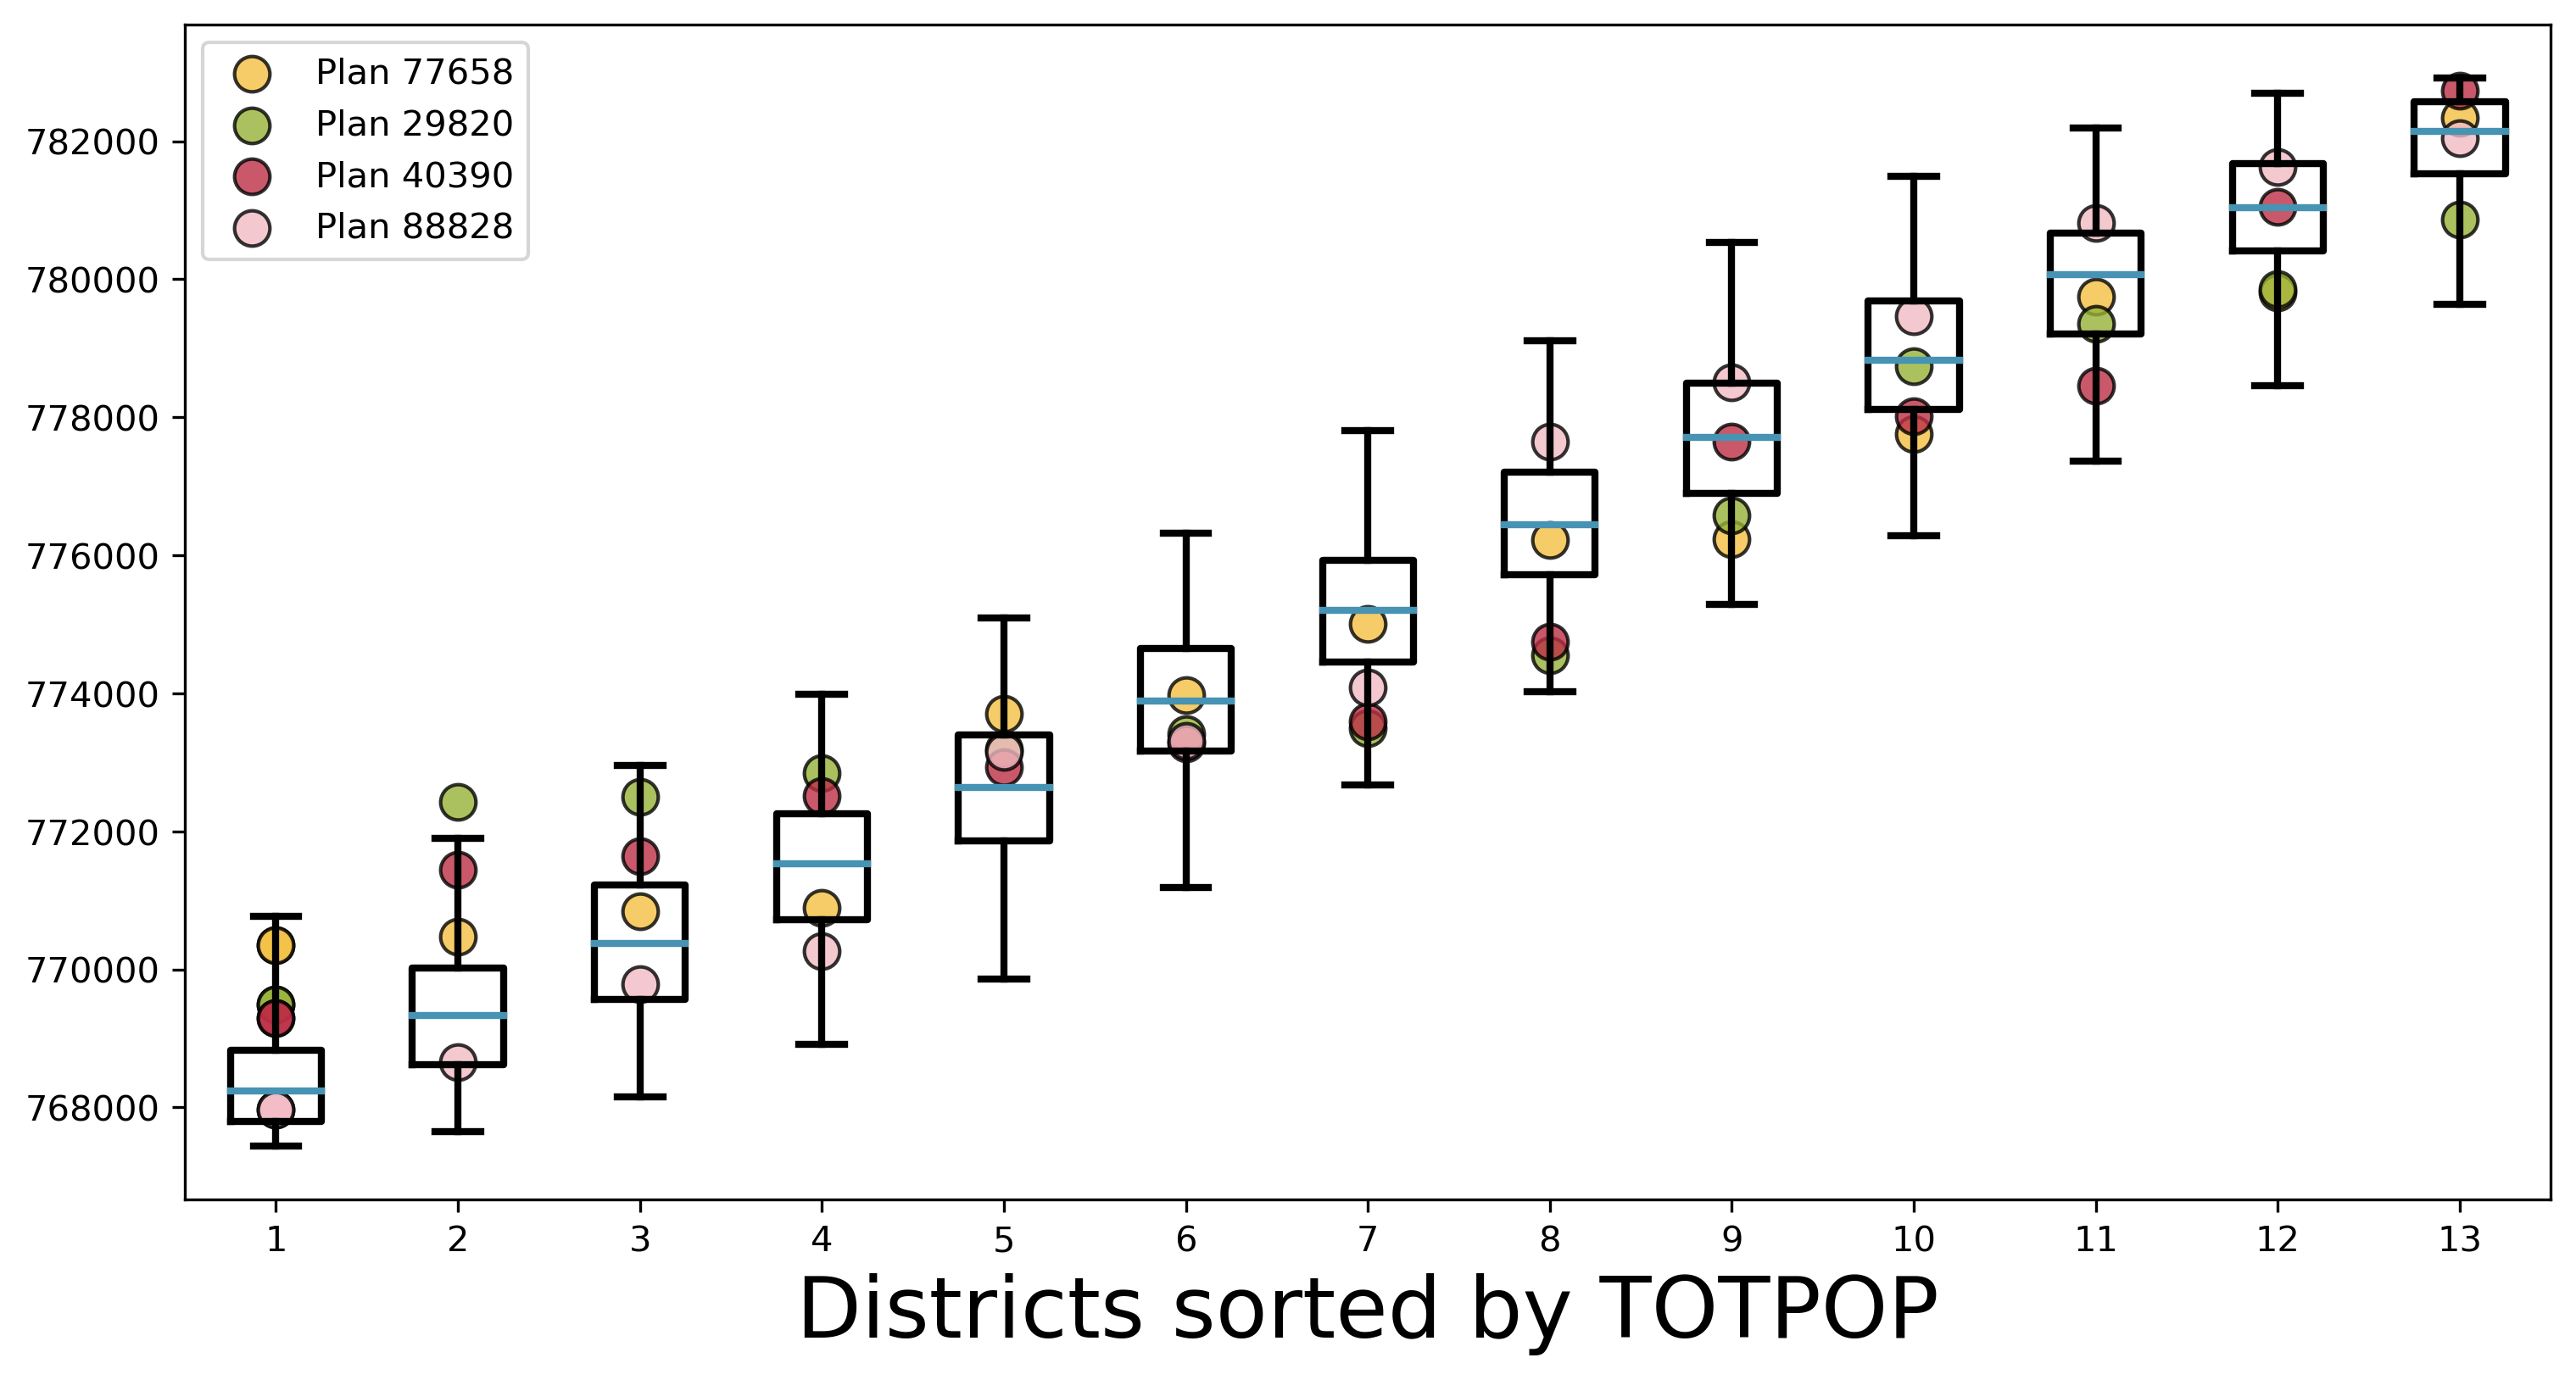 Plan 77658
Plan 29820
Plan 40390
Plan 88828
782000
780000
778000
776000
774000
772000
770000
768000
1 2 3 4 5 6 7 8 9 10 11 12 13
Districts sorted by TOTPOP